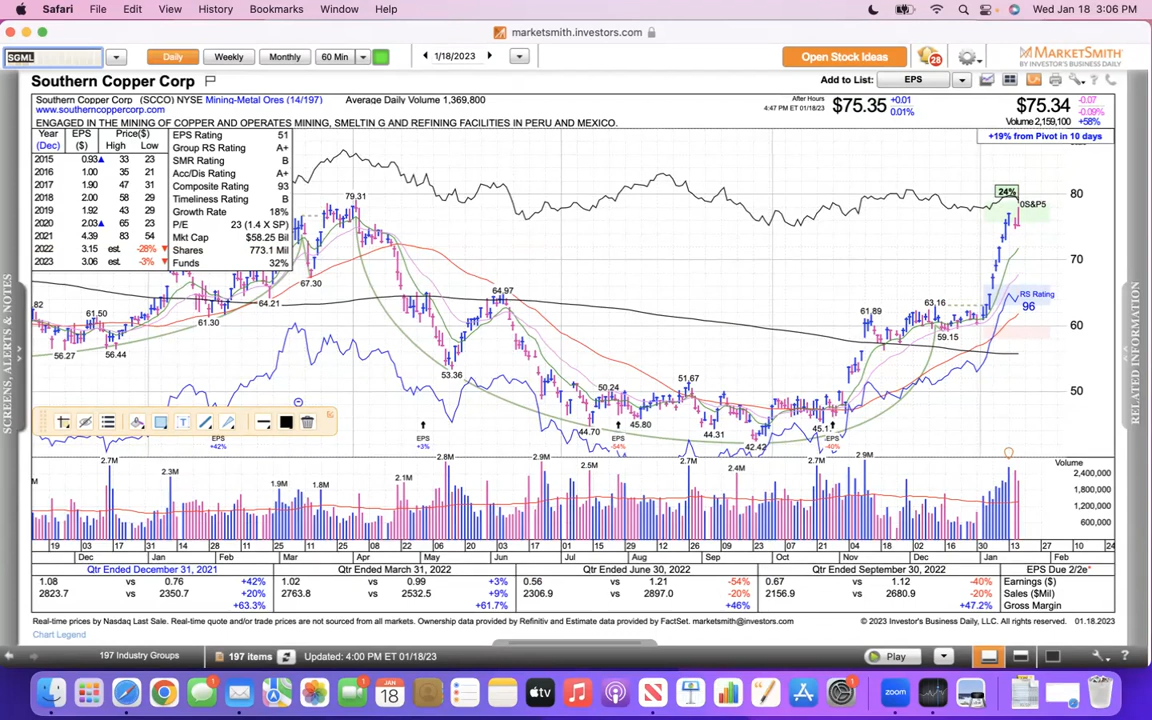 Safari File Edit View History Bookmarks Window Help Wed Jan 18 3:06 PM
marketsmith.investors.com
SGML Daily Weekly Monthly 60 Min 1/18/2023 Open Stock Ideas 28 MARKETSMITH
BY INVESTOR'S BUSINESS DAILY
Southern Copper Corp Add to List: EPS
Southern Copper Corp (SCCO) NYSE Mining-Metal Ores (14/197) Average Daily Volume 1,369,800
www.southerncoppercorp.com
After Hours
4:47 PM ET 01/18/23 $75.35 +0.01
0.01%
$75.34 -0.07
-0.09%
Volume 2,159,100 +58%
ENGAGED IN THE MINING OF COPPER AND OPERATES MINING, SMELTIN G AND REFINING FACILITIES IN PERU AND MEXICO.
+19% from Pivot in 10 days
Year EPS Price($)
(Dec) ($) High Low
2015 0.93 33 23
2016 1.00 35 21
2017 1.90 47 31
2018 2.00 58 29
2019 1.92 43 29
2020 2.03 65 23
2021 4.39 83 54
2022 3.15 est. -28%
2023 3.06 est. -3%
EPS Rating 51
Group RS Rating A+
SMR Rating B
Acc/Dis Rating A+
Composite Rating 93
Timeliness Rating B
Growth Rate 18%
P/E 23 (1.4 X SP)
Mkt Cap $58.25 Bil
Shares 773.1 Mil
Funds 32%
79.31
24%
80
0S&P5
70
67.30
64.21
64.97
RS Rating
96
.82
61.50
61.30
61.89
63.16
60
56.27
56.44
59.15
53.36
51.67
50.24
50
44.70
45.80
44.31
42.42
45.1
EPS
+42%
EPS
+3%
EPS
-54%
EPS
-40%
M
2.7M
2.3M
1.9M
1.8M
2.1M
2.8M
2.9M
2.5M
2.7M
2.4M
2.7M
2.9M
Volume
2,400,000
1,800,000
1,200,000
600,000
19 03 17 31 14 28 11 25 11 25 08 22 06 20 03 17 01 15 29 12 26 09 23 07 21 04 18 02 16 30 13 27 10 24
Dec Jan Feb Mar Apr May Jun Jul Aug Sep Oct Nov Dec Jan Feb
Qtr Ended December 31, 2021 Qtr Ended March 31, 2022 Qtr Ended June 30, 2022 Qtr Ended September 30, 2022 EPS Due 2/2e*
1.08 vs 0.76 +42% 1.02 vs 0.99 +3% 0.56 vs 1.21 -54% 0.67 vs 1.12 -40% Earnings ($)
2823.7 vs 2350.7 +20% 2763.8 vs 2532.5 +9% 2306.9 vs 2897.0 -20% 2156.9 vs 2680.9 -20% Sales ($Mil)
+63.3% +61.7% +46% +47.2% Gross Margin
Real-time prices by Nasdaq Last Sale. Real-time quote and/or trade prices are not sourced from all markets. Ownership data provided by Refinitiv and Estimate data provided by FactSet. marketsmith@investors.com © 2023 Investor's Business Daily, LLC. All rights reserved. 01.18.2023
Chart Legend
SCREENS, ALERTS & NOTES
RELATED INFORMATION
197 Industry Groups 197 items Updated: 4:00 PM ET 01/18/23 Play
1 1 JAN 18 tv 1 zoom